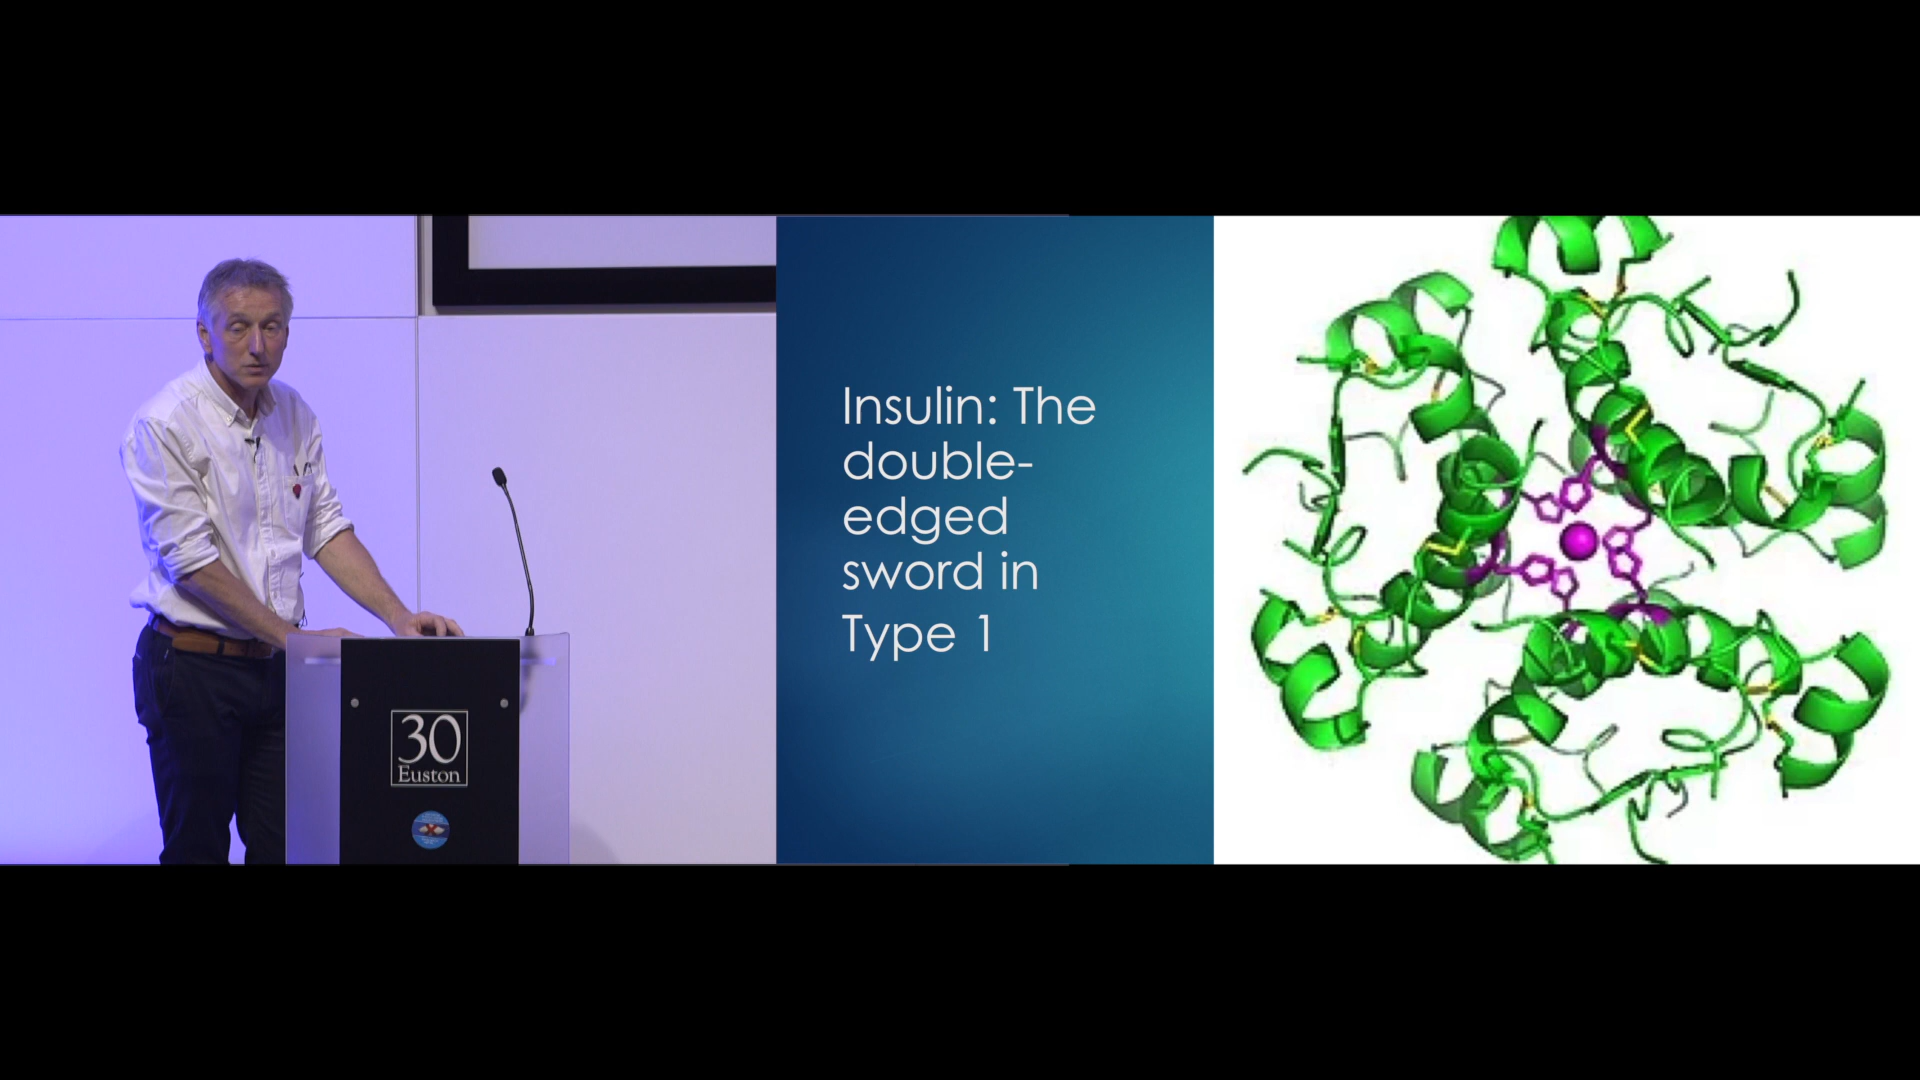 Insulin: The
double-
edged
sword in
Type 1
30
Euston